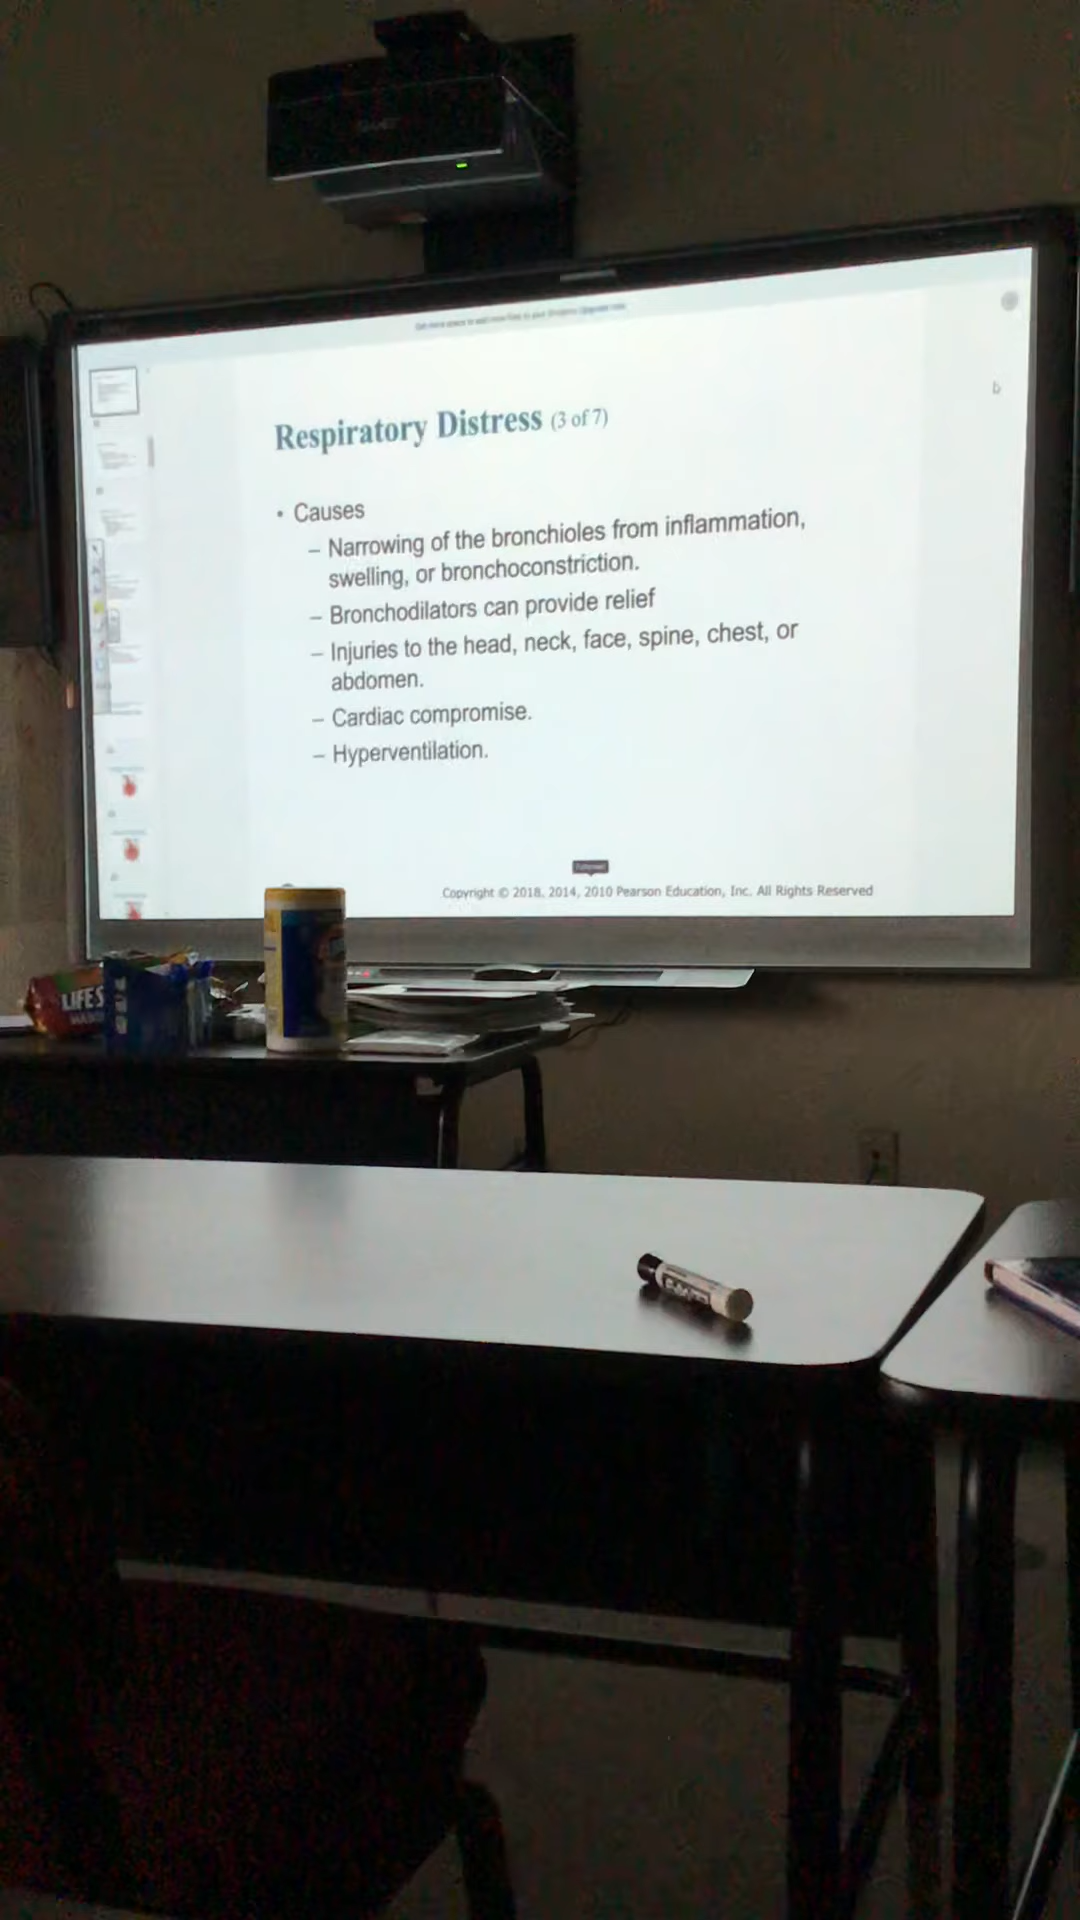 Respiratory Distress (3 of 7)
• Causes
– Narrowing of the bronchioles from inflammation,
swelling, or bronchoconstriction.
– Bronchodilators can provide relief
– Injuries to the head, neck, face, spine, chest, or
abdomen.
– Cardiac compromise.
– Hyperventilation.
Copyright © 2018, 2014, 2010 Pearson Education, Inc. All Rights Reserved
LIFES